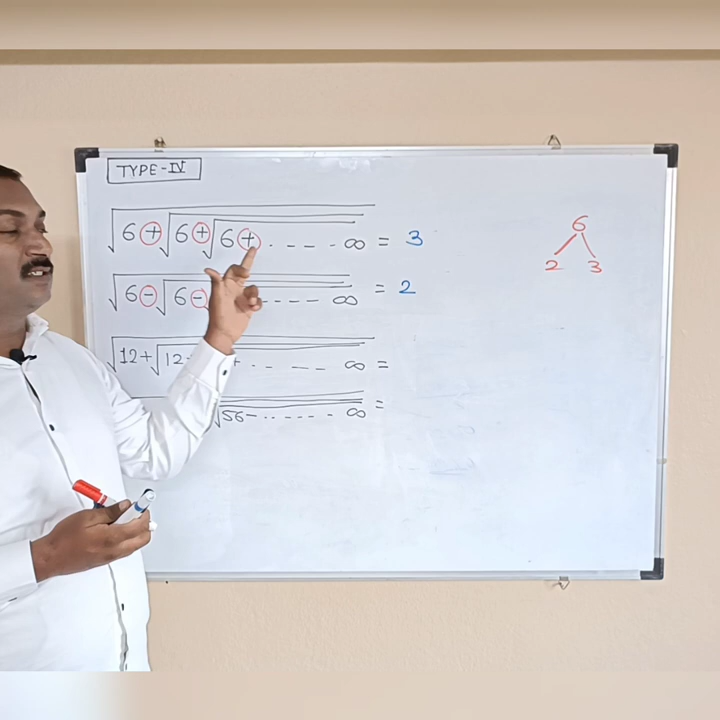 TYPE-IV
√6+√6+√6+.----∞ = 3
√6-√6-----∞ = 2
√12+√12+.----∞ =
√56-......∞ =
6
2 3